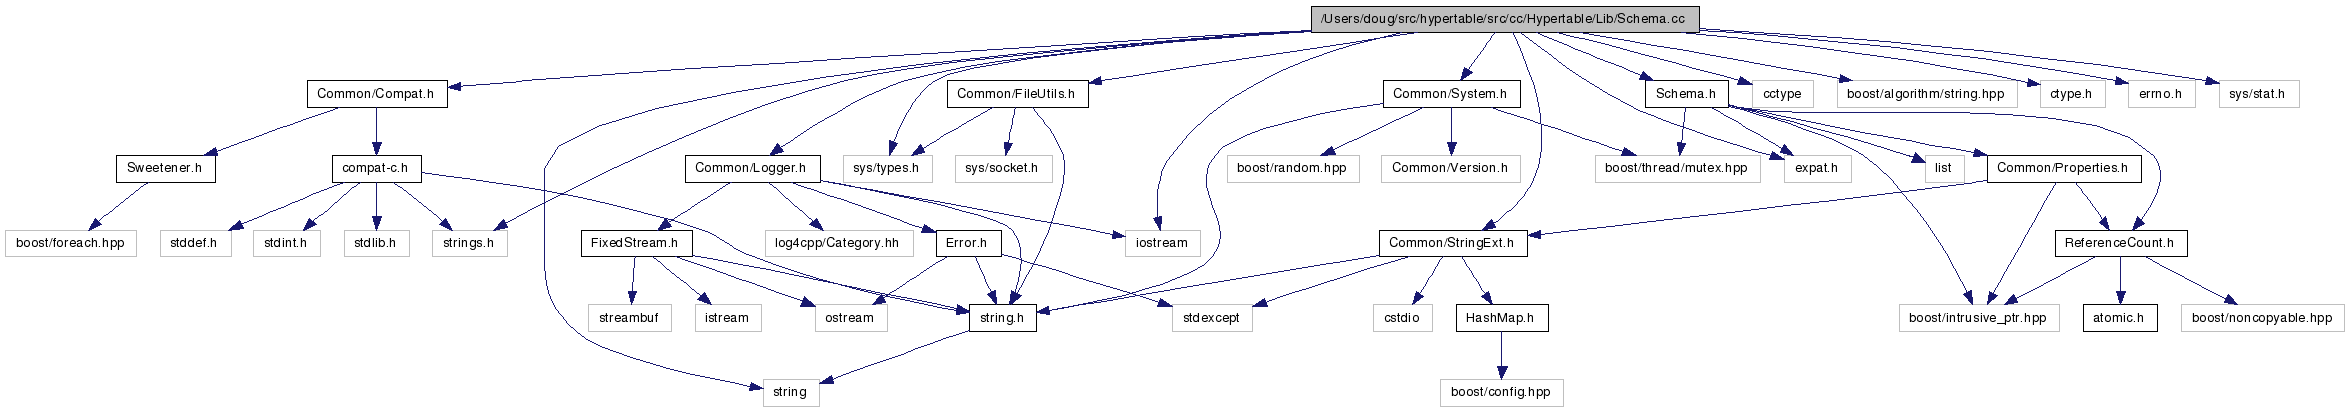 /Users/doug/src/hypertable/src/cc/Hypertable/Lib/Schema.cc
Common/Compat.h
Common/FileUtils.h
Common/System.h
Schema.h
cctype
boost/algorithm/string.hpp
ctype.h
errno.h
sys/stat.h
Sweetener.h
compat-c.h
Common/Logger.h
sys/types.h
sys/socket.h
boost/random.hpp
Common/Version.h
boost/thread/mutex.hpp
expat.h
list
Common/Properties.h
boost/foreach.hpp
stddef.h
stdint.h
stdlib.h
strings.h
FixedStream.h
log4cpp/Category.hh
Error.h
iostream
Common/StringExt.h
ReferenceCount.h
streambuf
istream
ostream
string.h
stdexcept
cstdio
HashMap.h
boost/intrusive_ptr.hpp
atomic.h
boost/noncopyable.hpp
string
boost/config.hpp